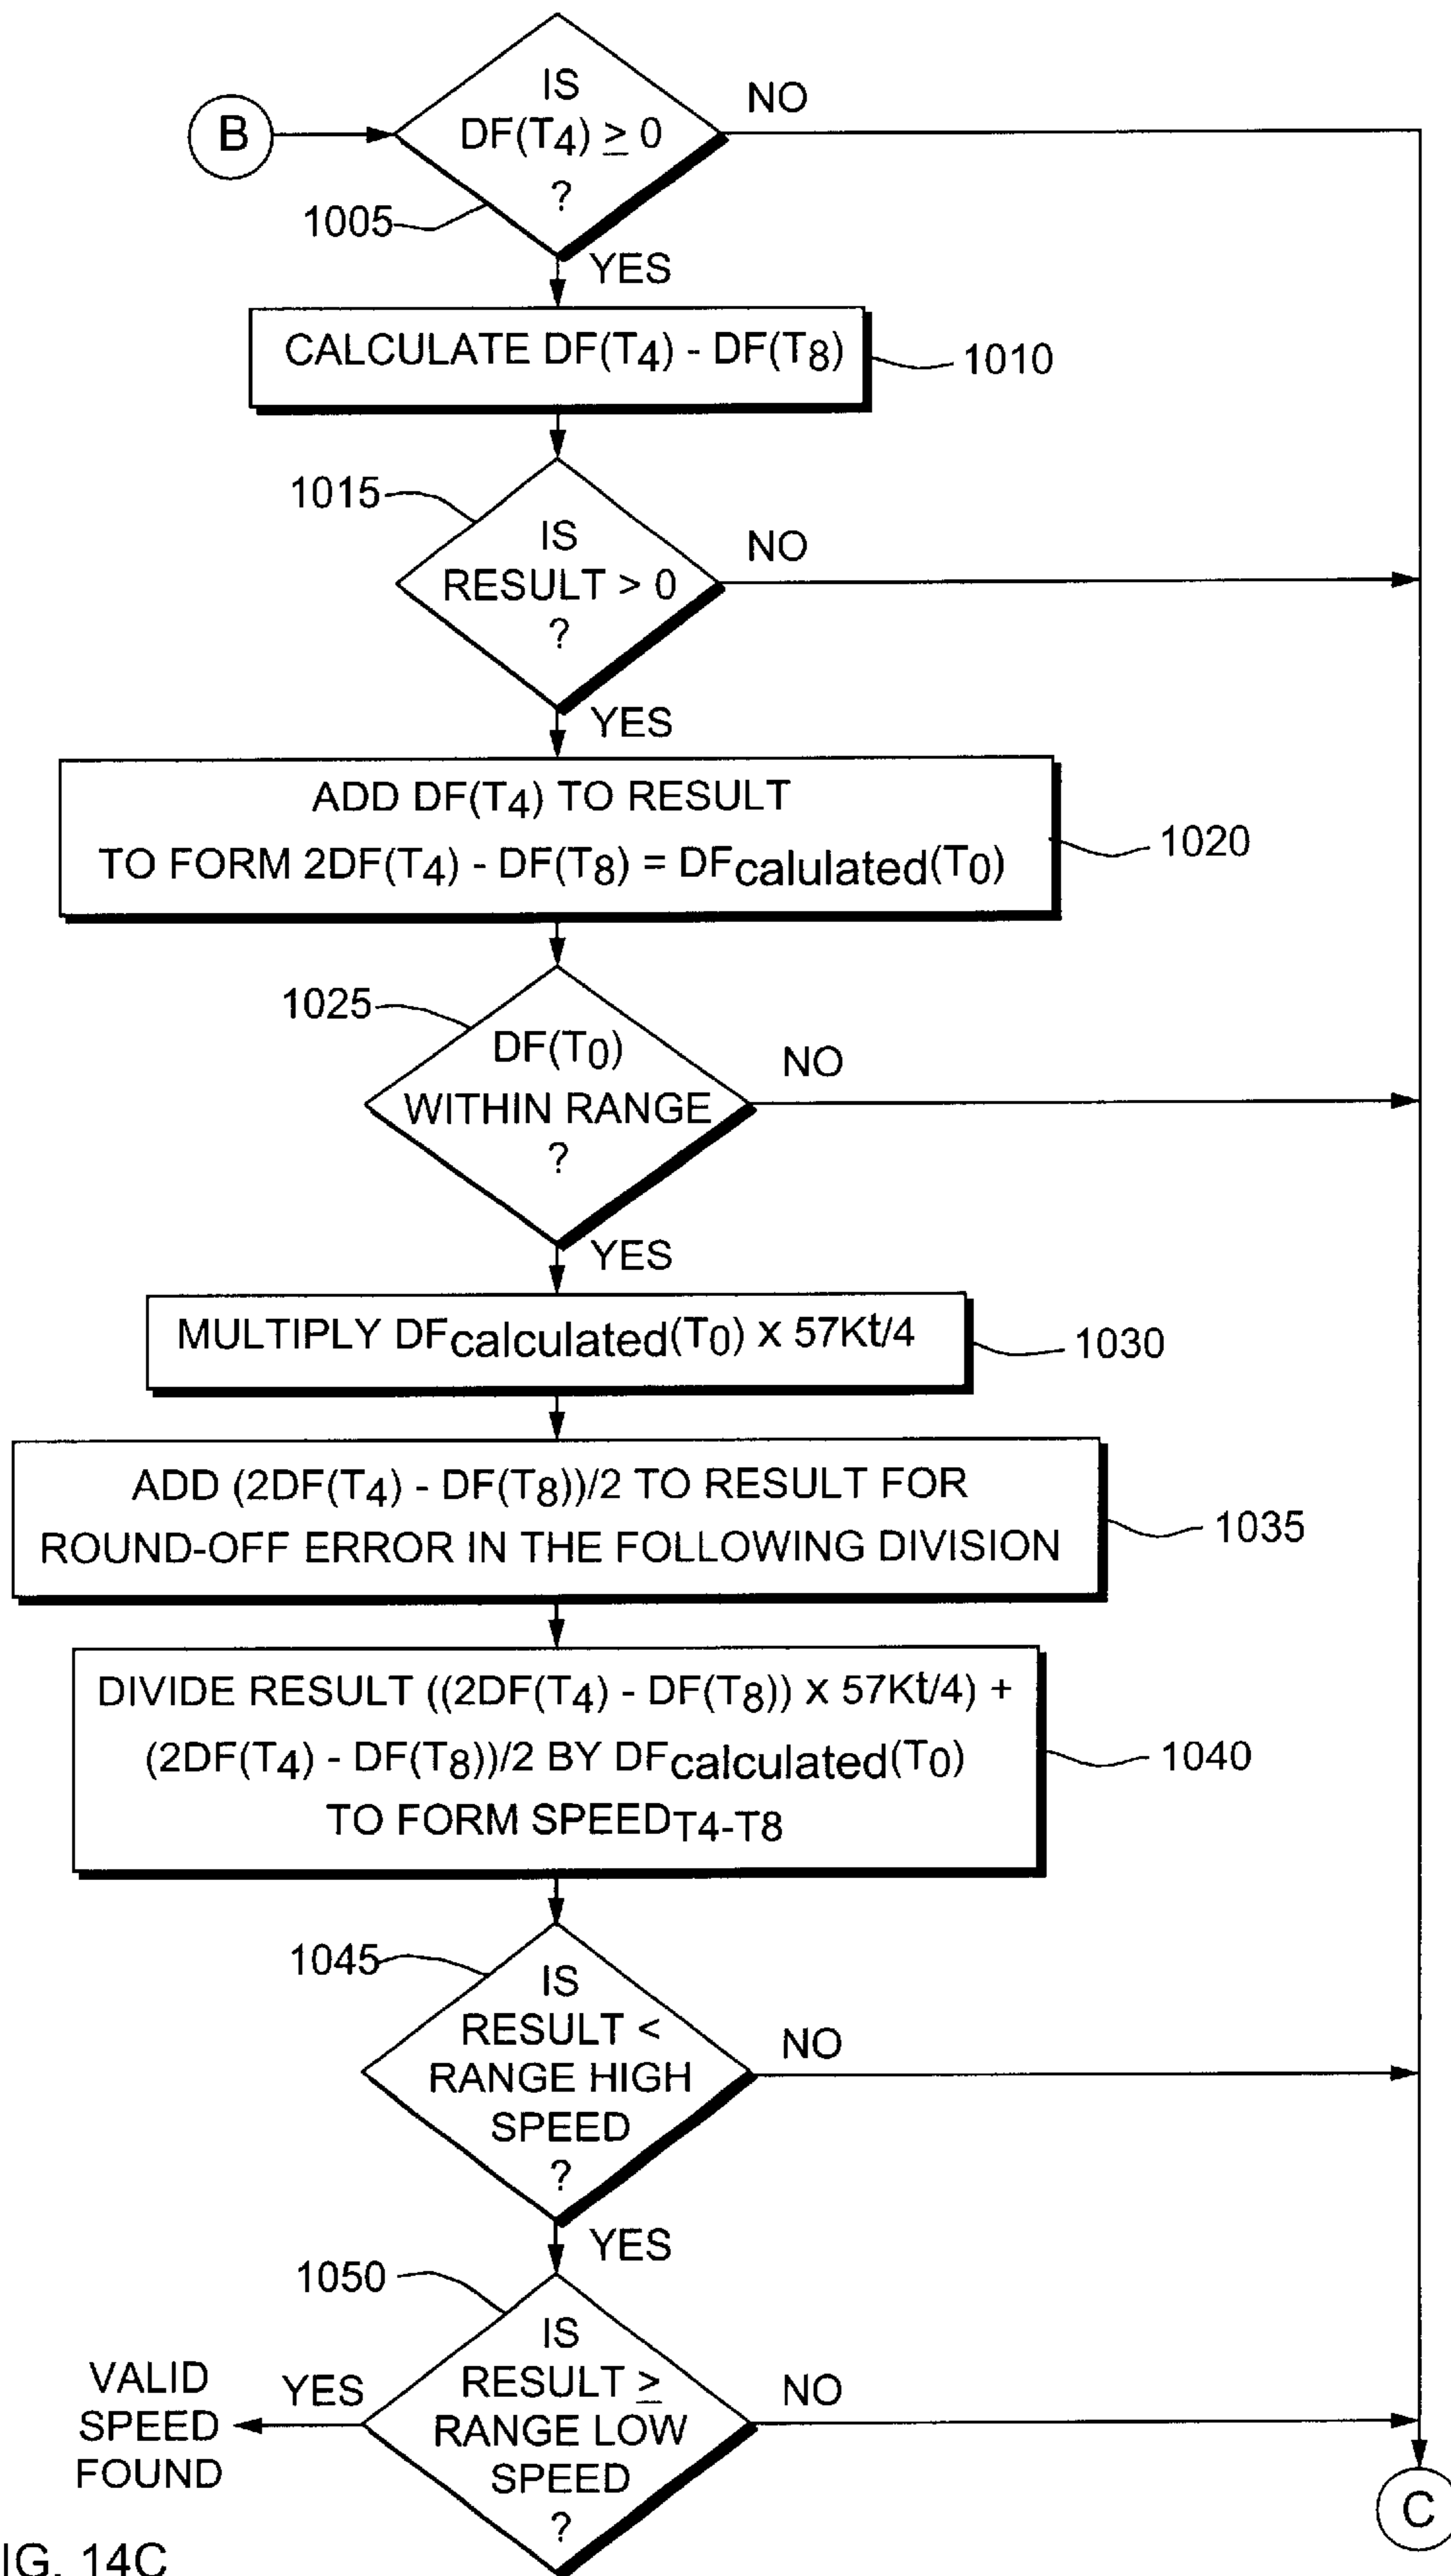 B
IS
DF(T4) ≥ 0
?
NO
1005
YES
CALCULATE DF(T4) - DF(T8)
1010
1015
IS
RESULT > 0
?
NO
YES
ADD DF(T4) TO RESULT
TO FORM 2DF(T4) - DF(T8) = DFcalulated(T0)
1020
1025
DF(T0)
WITHIN RANGE
?
NO
YES
MULTIPLY DFcalculated(T0) x 57Kt/4
1030
ADD (2DF(T4) - DF(T8))/2 TO RESULT FOR
ROUND-OFF ERROR IN THE FOLLOWING DIVISION
1035
DIVIDE RESULT ((2DF(T4) - DF(T8)) x 57Kt/4) +
(2DF(T4) - DF(T8))/2 BY DFcalculated(T0)
TO FORM SPEEDT4-T8
1040
1045
IS
RESULT <
RANGE HIGH
SPEED
?
NO
YES
1050
IS
RESULT ≥
RANGE LOW
SPEED
?
NO
YES
VALID
SPEED
FOUND
C
IG. 14C